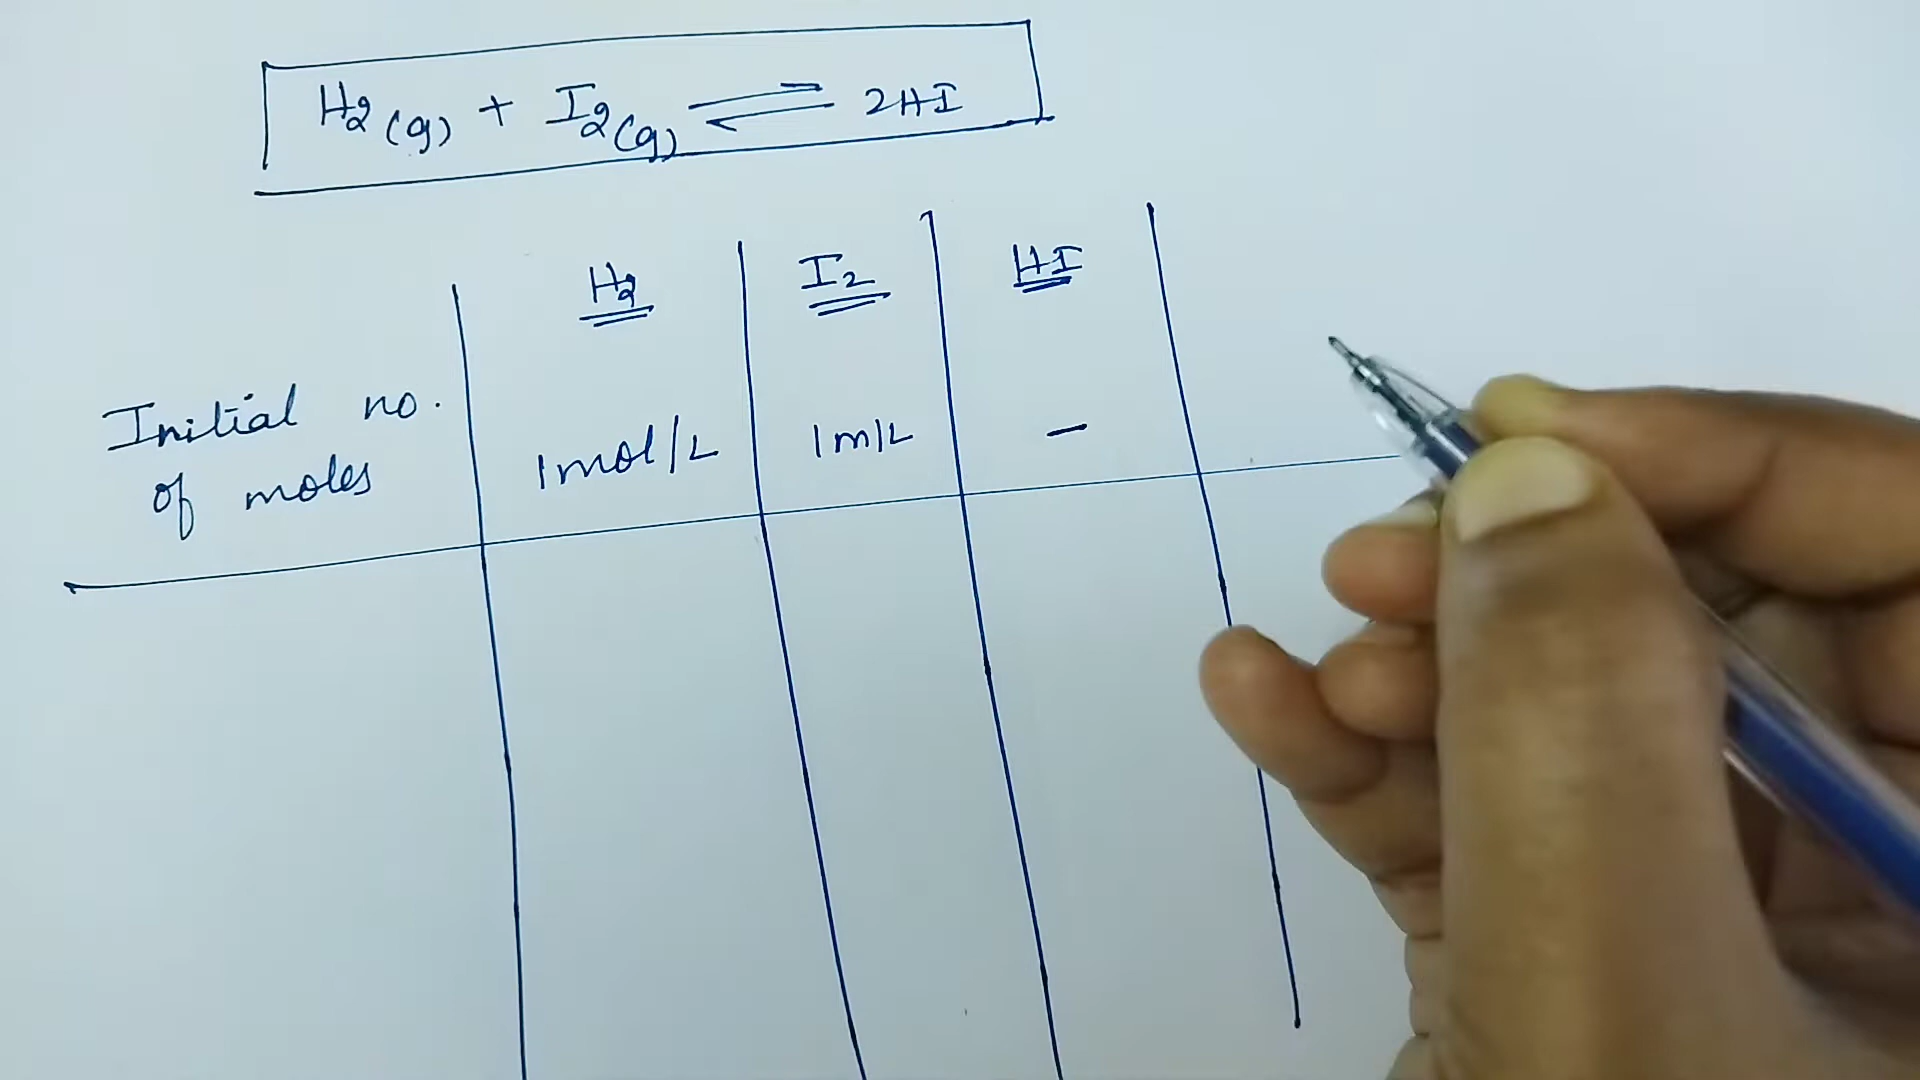 H2(g) + I2(g) ⇌ 2HI
H2 I2 HI
Initial no.
of moles
1mol/L 1m/L -